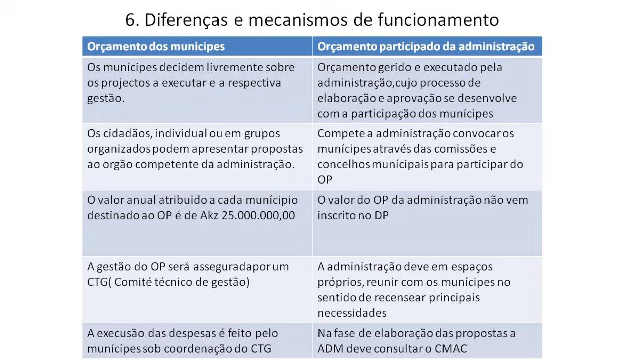 6. Diferenças e mecanismos de funcionamento
Orçamento dos municipes
Orçamento participado da administração
Os munícipes decidem livremente sobre
os projectos a executar e a respectiva
gestão.
Orçamento gerido e executado pela
administração,cujo processo de
elaboração e aprovação se desenvolve
com a participação dos munícipes
Os cidadãos, individual ou em grupos
organizados podem apresentar propostas
ao orgão competente da administração.
Compete a administração convocar os
munícipes através das comissões e
concelhos municipais para participar do
OP
O valor anual atribuido a cada município
destinado ao OP é de Akz 25.000.000,00
O valor do OP da administração não vem
inscrito no DP
A gestão do OP será asseguradapor um
CTG( Comité técnico de gestão)
A administração deve em espaços
próprios, reunir com os munícipes no
sentido de recensear principais
necessidades
A execusão das despesas é feito pelo
munícipes sob coordenação do CTG
Na fase de elaboração das propostas a
ADM deve consultar o CMAC